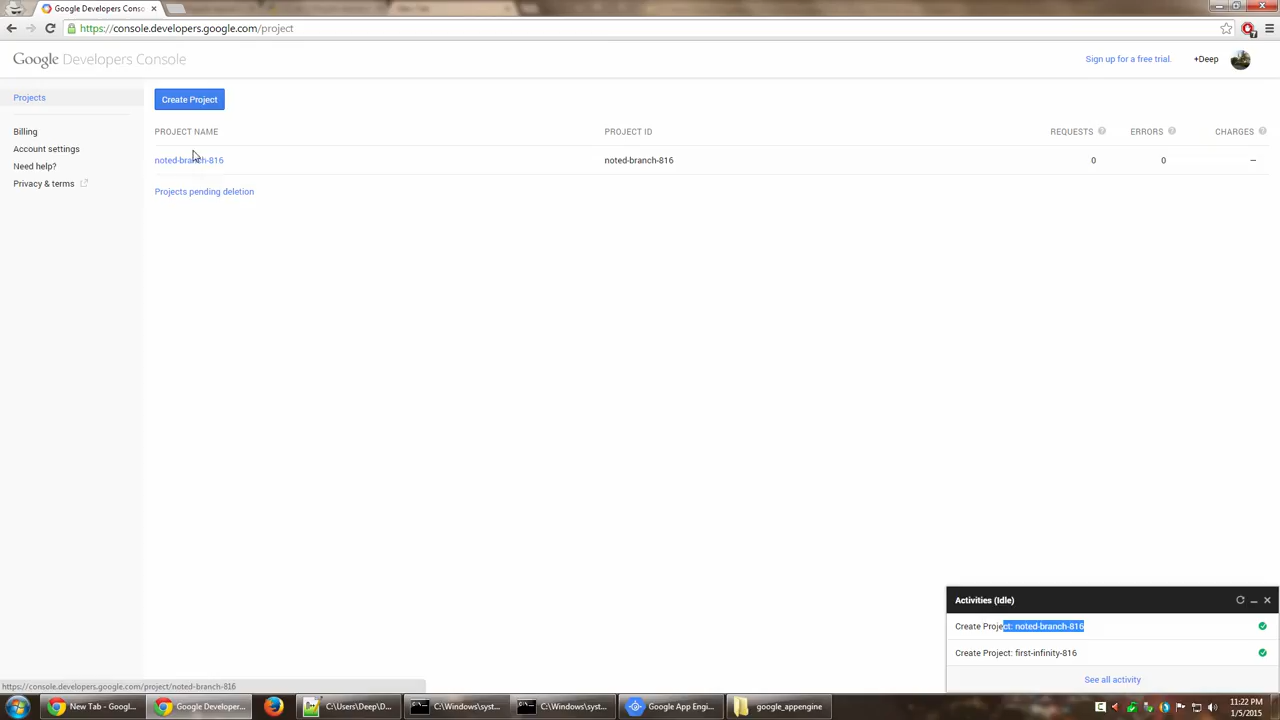 Google Developers Conso
https://console.developers.google.com/project
Google Developers Console
Sign up for a free trial.
+Deep
Projects
Billing
Account settings
Need help?
Privacy & terms
Create Project
PROJECT NAME PROJECT ID REQUESTS ERRORS CHARGES
noted-branch-816 noted-branch-816 0 0 –
Projects pending deletion
Activities (Idle)
Create Project: noted-branch-816
Create Project: first-infinity-816
See all activity
https://console.developers.google.com/project/noted-branch-816
New Tab - Googl...
Google Developer...
C:\Users\Deep\D...
C:\Windows\syst...
C:\Windows\syst...
Google App Engi...
google_appengine
11:22 PM
1/5/2015